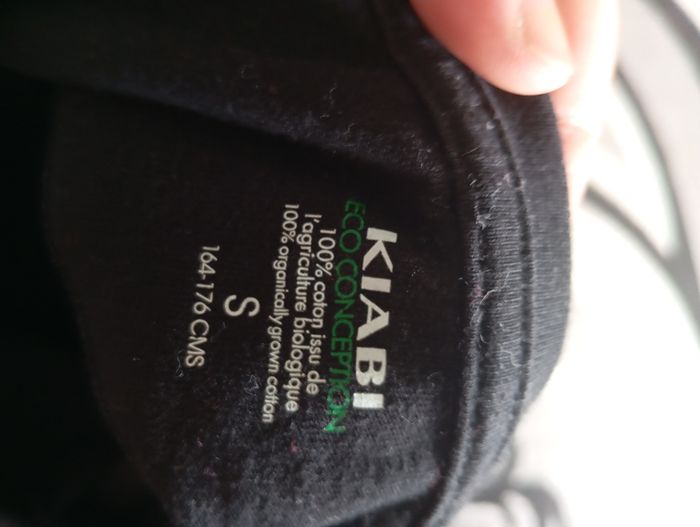 KIABI
ECO CONCEPTION
100% coton issu de
l'agriculture biologique
100% organically grown cotton
S
164-176 CMS